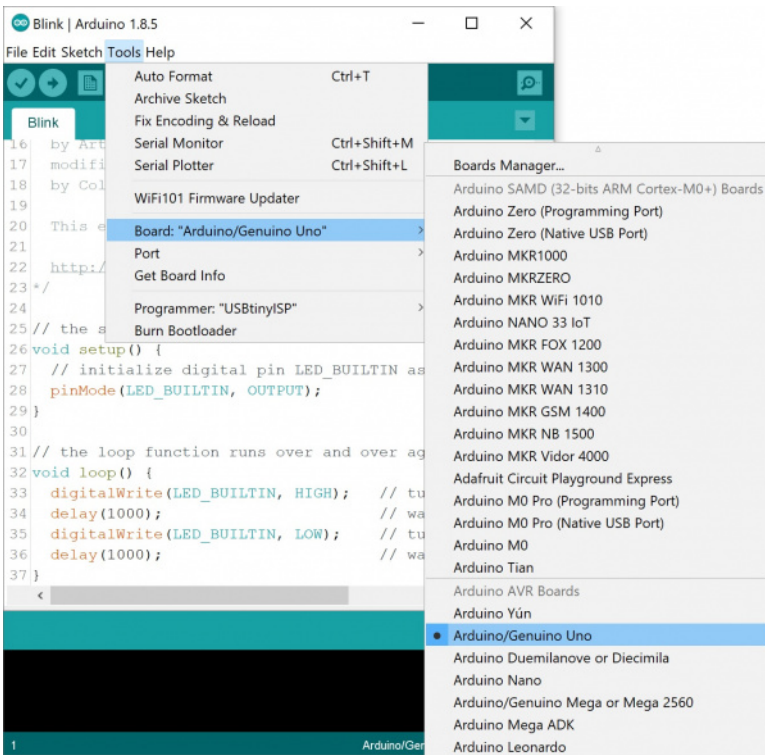 Blink | Arduino 1.8.5
File Edit Sketch Tools Help
Blink
Auto Format Ctrl+T
Archive Sketch
Fix Encoding & Reload
Serial Monitor Ctrl+Shift+M
Serial Plotter Ctrl+Shift+L
WiFi101 Firmware Updater
Board: "Arduino/Genuino Uno"
Port
Get Board Info
Programmer: "USBtinyISP"
Burn Bootloader
16 by Art
17 modifi
18 by Col
19
20 This e
21
22 http:/
23 */
24
25 // the s
26 void setup() {
27 // initialize digital pin LED_BUILTIN as
28 pinMode(LED_BUILTIN, OUTPUT);
29 }
30
31 // the loop function runs over and over ag
32 void loop() {
33 digitalWrite(LED_BUILTIN, HIGH); // tu
34 delay(1000); // wa
35 digitalWrite(LED_BUILTIN, LOW); // tu
36 delay(1000); // wa
37 }
1 Arduino/Ger
Boards Manager...
Arduino SAMD (32-bits ARM Cortex-M0+) Boards
Arduino Zero (Programming Port)
Arduino Zero (Native USB Port)
Arduino MKR1000
Arduino MKRZERO
Arduino MKR WiFi 1010
Arduino NANO 33 IoT
Arduino MKR FOX 1200
Arduino MKR WAN 1300
Arduino MKR WAN 1310
Arduino MKR GSM 1400
Arduino MKR NB 1500
Arduino MKR Vidor 4000
Adafruit Circuit Playground Express
Arduino M0 Pro (Programming Port)
Arduino M0 Pro (Native USB Port)
Arduino M0
Arduino Tian
Arduino AVR Boards
Arduino Yún
Arduino/Genuino Uno
Arduino Duemilanove or Diecimila
Arduino Nano
Arduino/Genuino Mega or Mega 2560
Arduino Mega ADK
Arduino Leonardo